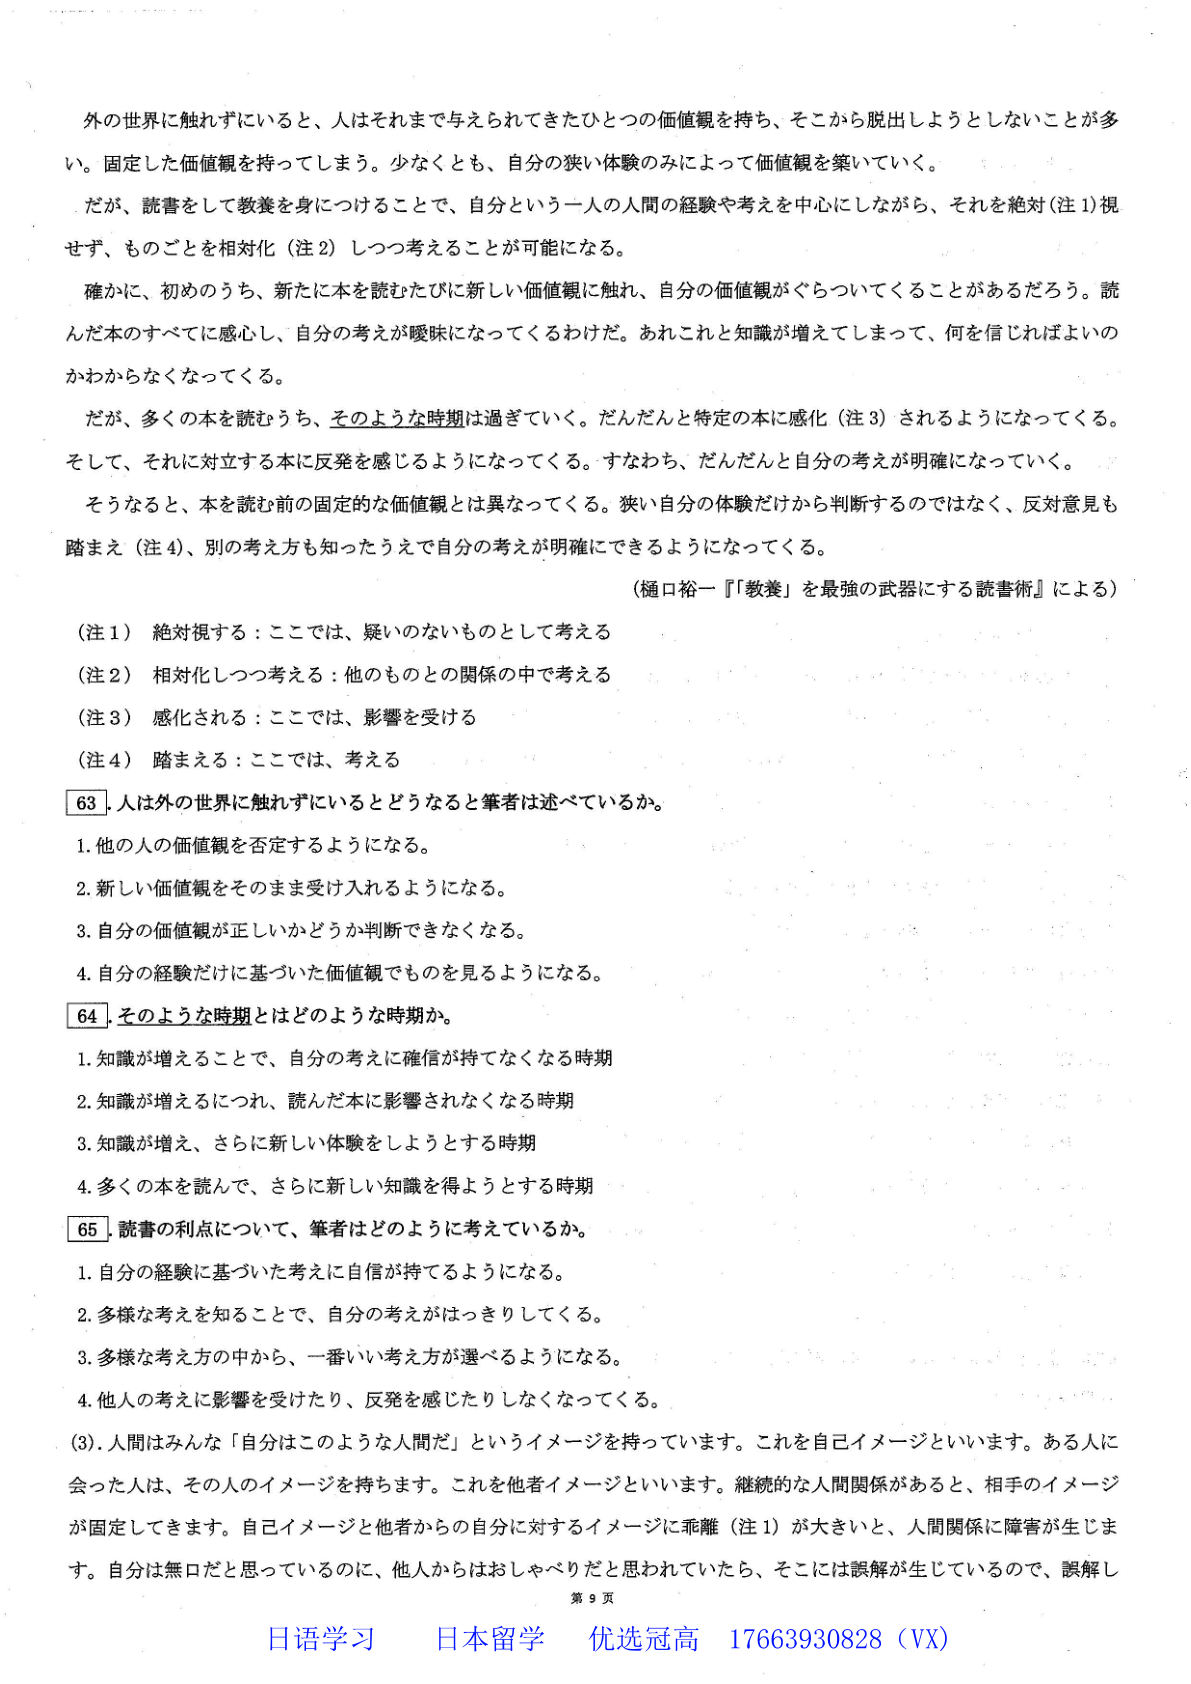 外の世界に触れずにいると、人はそれまで与えられてきたひとつの価値観を持ち、そこから脱出しようとしないことが多
い。固定した価値観を持ってしまう。少なくとも、自分の狭い体験のみによって価値観を築いていく。
だが、読書をして教養を身につけることで、自分という一人の人間の経験や考えを中心にしながら、それを絶対(注1)視
せず、ものごとを相対化（注2）しつつ考えることが可能になる。
確かに、初めのうち、新たに本を読むたびに新しい価値観に触れ、自分の価値観がぐらついてくることがあるだろう。読
んだ本のすべてに感心し、自分の考えが曖昧になってくるわけだ。あれこれと知識が増えてしまって、何を信じればよいの
かわからなくなってくる。
だが、多くの本を読むうち、そのような時期は過ぎていく。だんだんと特定の本に感化（注3）されるようになってくる。
そして、それに対立する本に反発を感じるようになってくる。すなわち、だんだんと自分の考えが明確になっていく。
そうなると、本を読む前の固定的な価値観とは異なってくる。狭い自分の体験だけから判断するのではなく、反対意見も
踏まえ（注4）、別の考え方も知ったうえで自分の考えが明確にできるようになってくる。
（樋口裕一『「教養」を最強の武器にする読書術』による）
（注1） 絶対視する：ここでは、疑いのないものとして考える
（注2） 相対化しつつ考える：他のものとの関係の中で考える
（注3） 感化される：ここでは、影響を受ける
（注4） 踏まえる：ここでは、考える
63.人は外の世界に触れずにいるとどうなると筆者は述べているか。
1.他の人の価値観を否定するようになる。
2.新しい価値観をそのまま受け入れるようになる。
3.自分の価値観が正しいかどうか判断できなくなる。
4.自分の経験だけに基づいた価値観でものを見るようになる。
64.そのような時期とはどのような時期か。
1.知識が増えることで、自分の考えに確信が持てなくなる時期
2.知識が増えるにつれ、読んだ本に影響されなくなる時期
3.知識が増え、さらに新しい体験をしようとする時期
4.多くの本を読んで、さらに新しい知識を得ようとする時期
65.読書の利点について、筆者はどのように考えているか。
1.自分の経験に基づいた考えに自信が持てるようになる。
2.多様な考えを知ることで、自分の考えがはっきりしてくる。
3.多様な考え方の中から、一番いい考え方が選べるようになる。
4.他人の考えに影響を受けたり、反発を感じたりしなくなってくる。
(3).人間はみんな「自分はこのような人間だ」というイメージを持っています。これを自己イメージといいます。ある人に
会った人は、その人のイメージを持ちます。これを他者イメージといいます。継続的な人間関係があると、相手のイメージ
が固定してきます。自己イメージと他者からの自分に対するイメージに乖離（注1）が大きいと、人間関係に障害が生じま
す。自分は無口だと思っているのに、他人からはおしゃべりだと思われていたら、そこには誤解が生じているので、誤解し
第 9 页
日语学习 日本留学 优选冠高 17663930828（VX）